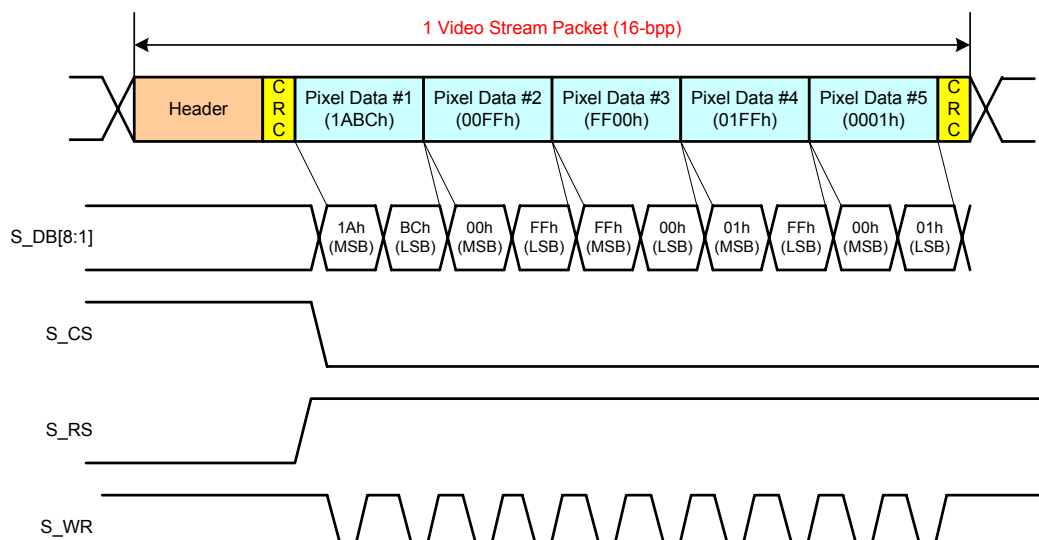 1 Video Stream Packet (16-bpp)
Header
C
R
C
Pixel Data #1
(1ABCh)
Pixel Data #2
(00FFh)
Pixel Data #3
(FF00h)
Pixel Data #4
(01FFh)
Pixel Data #5
(0001h)
C
R
C
S_DB[8:1]
1Ah
(MSB)
BCh
(LSB)
00h
(MSB)
FFh
(LSB)
FFh
(MSB)
00h
(LSB)
01h
(MSB)
FFh
(LSB)
00h
(MSB)
01h
(LSB)
S_CS
S_RS
S_WR